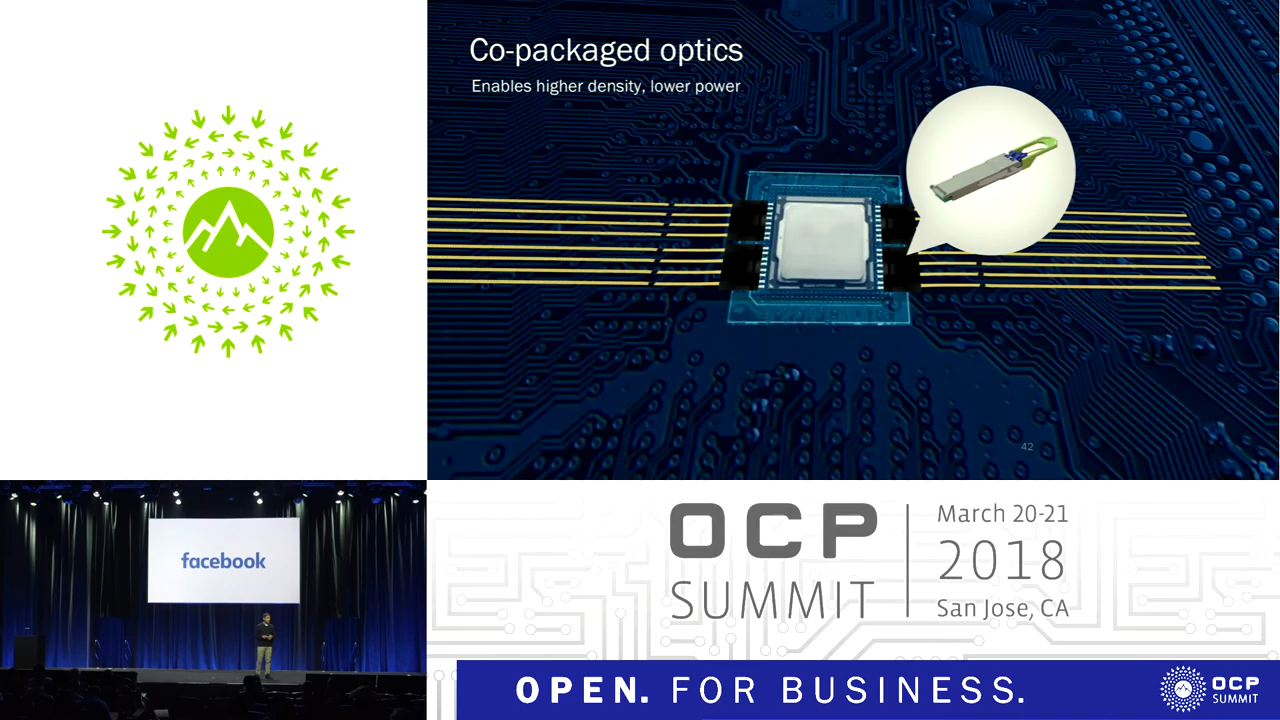 Co-packaged optics
Enables higher density, lower power
42
facebook
OCP
SUMMIT
March 20-21
2018
San Jose, CA
OPEN. FOR BUSINESS.
OCP
SUMMIT